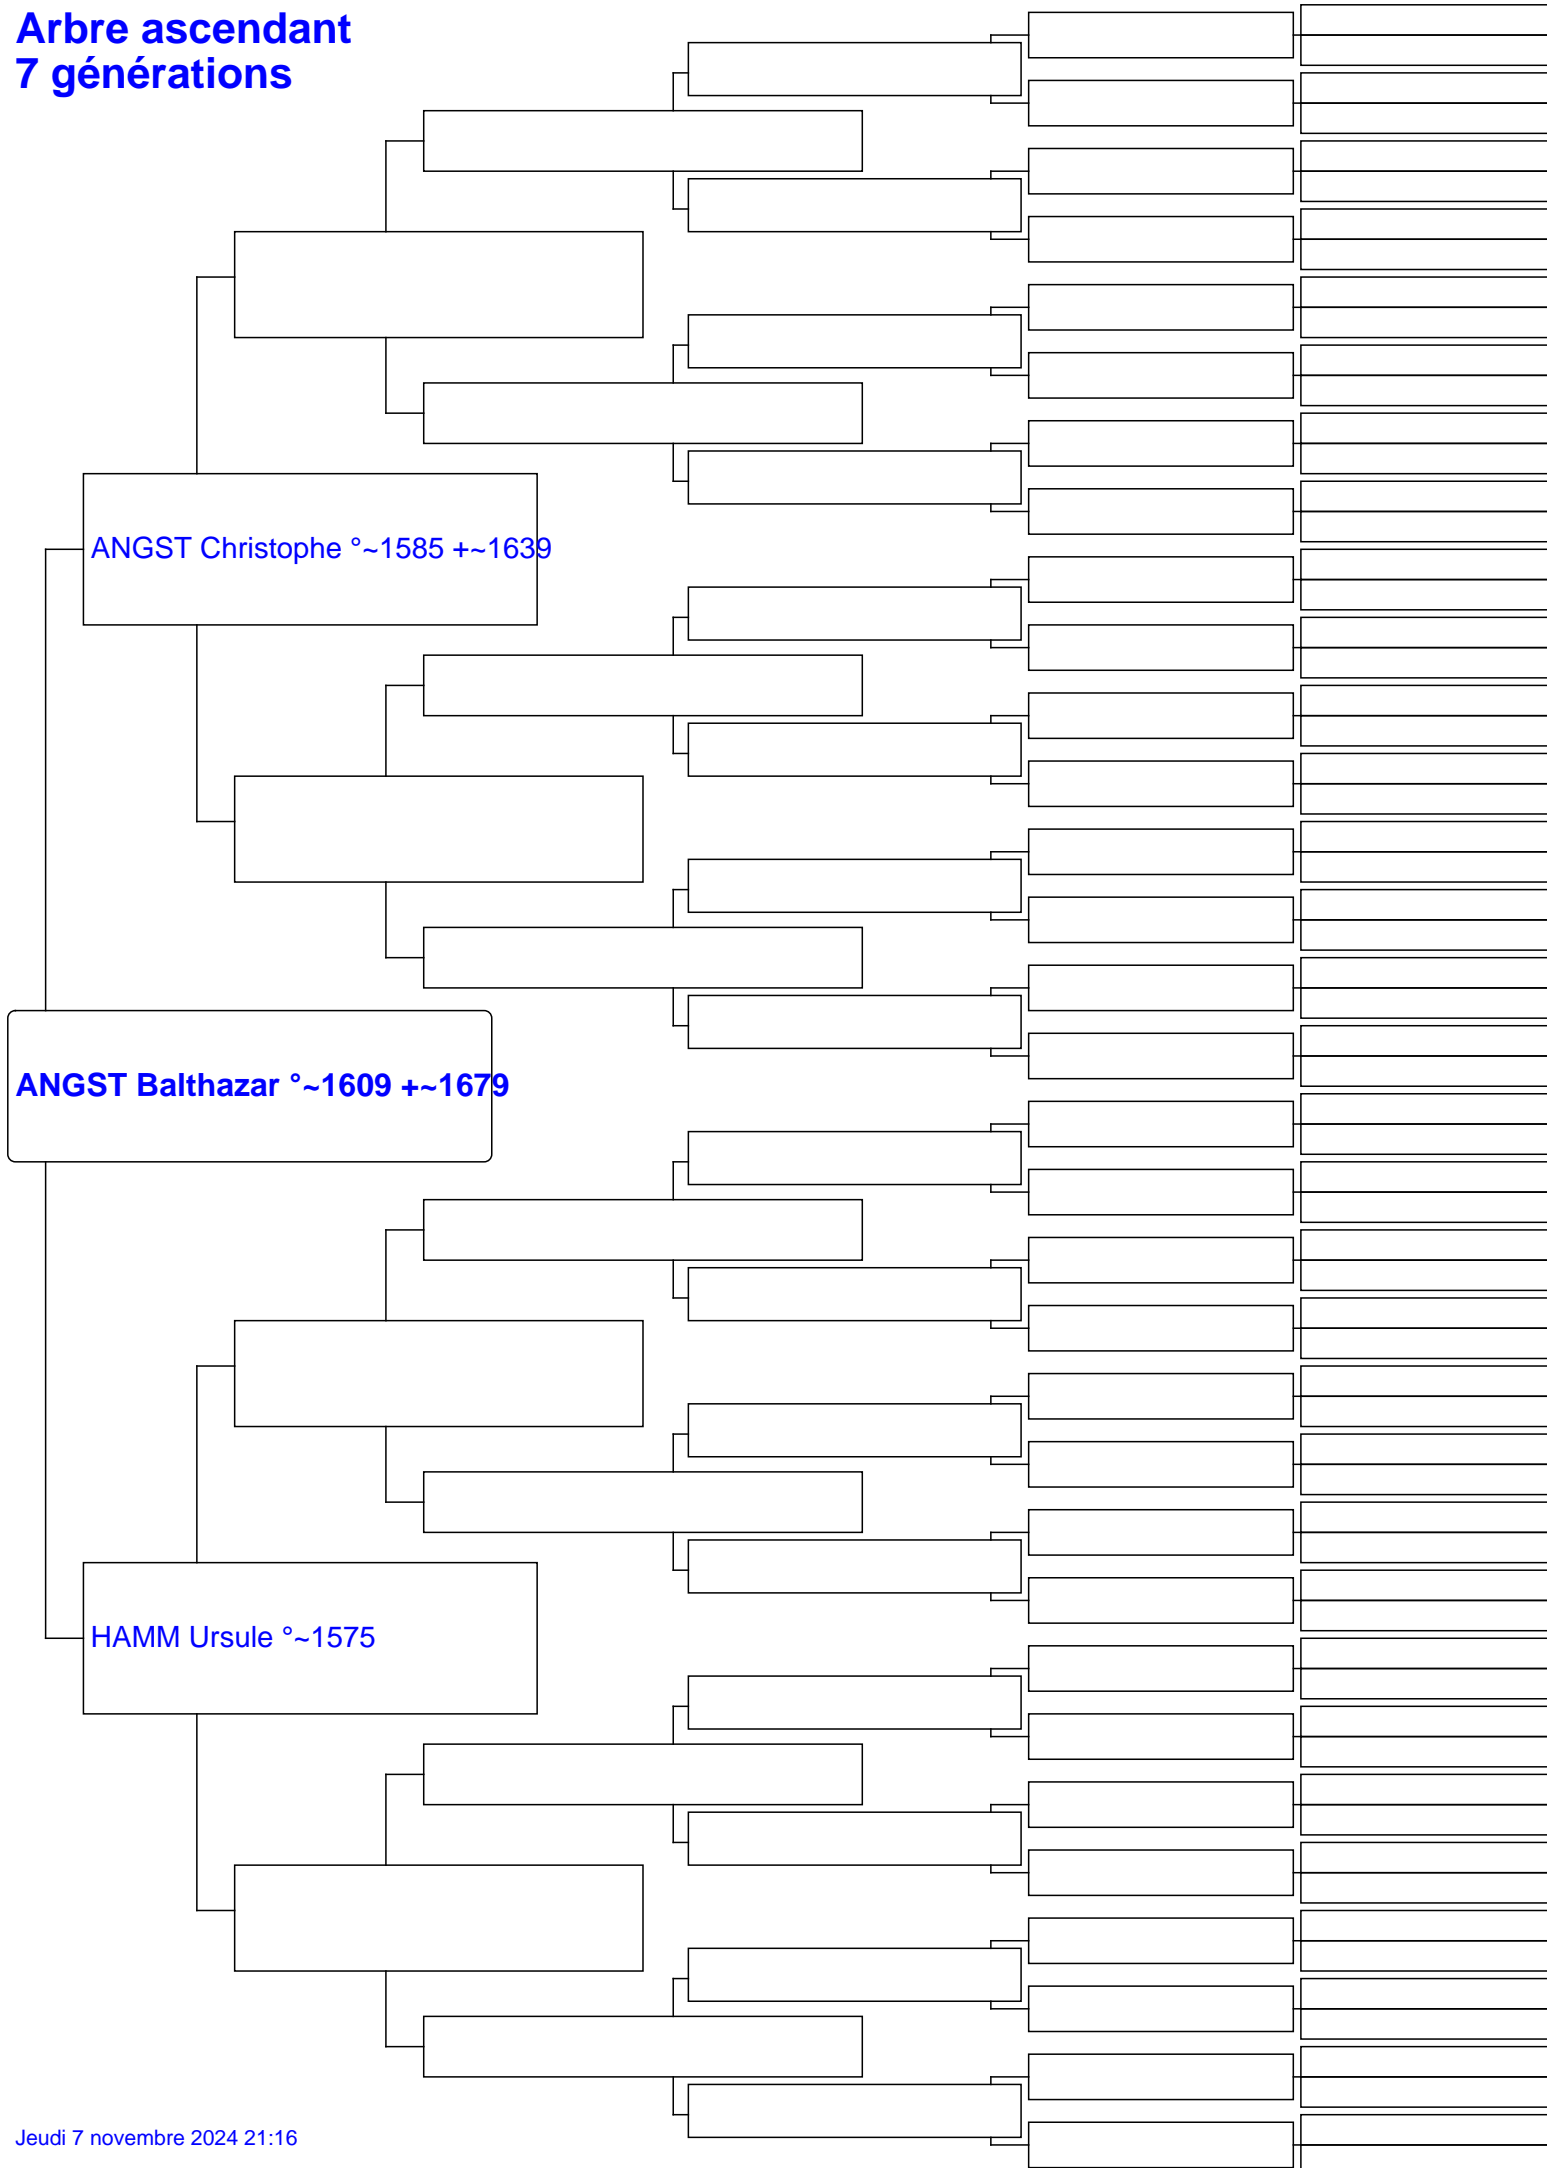 Arbre ascendant
7 générations
ANGST Christophe °~1585 +~1639
ANGST Balthazar °~1609 +~1679
HAMM Ursule °~1575
Jeudi 7 novembre 2024 21:16